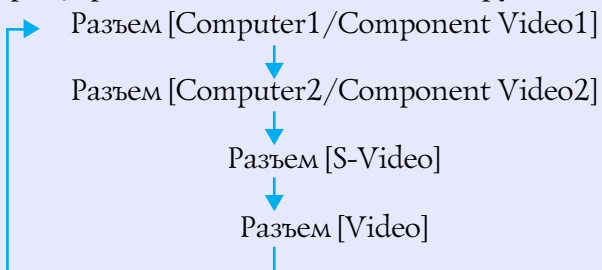 Разъем [Computer1/Component Video1]
Разъем [Computer2/Component Video2]
Разъем [S-Video]
Разъем [Video]